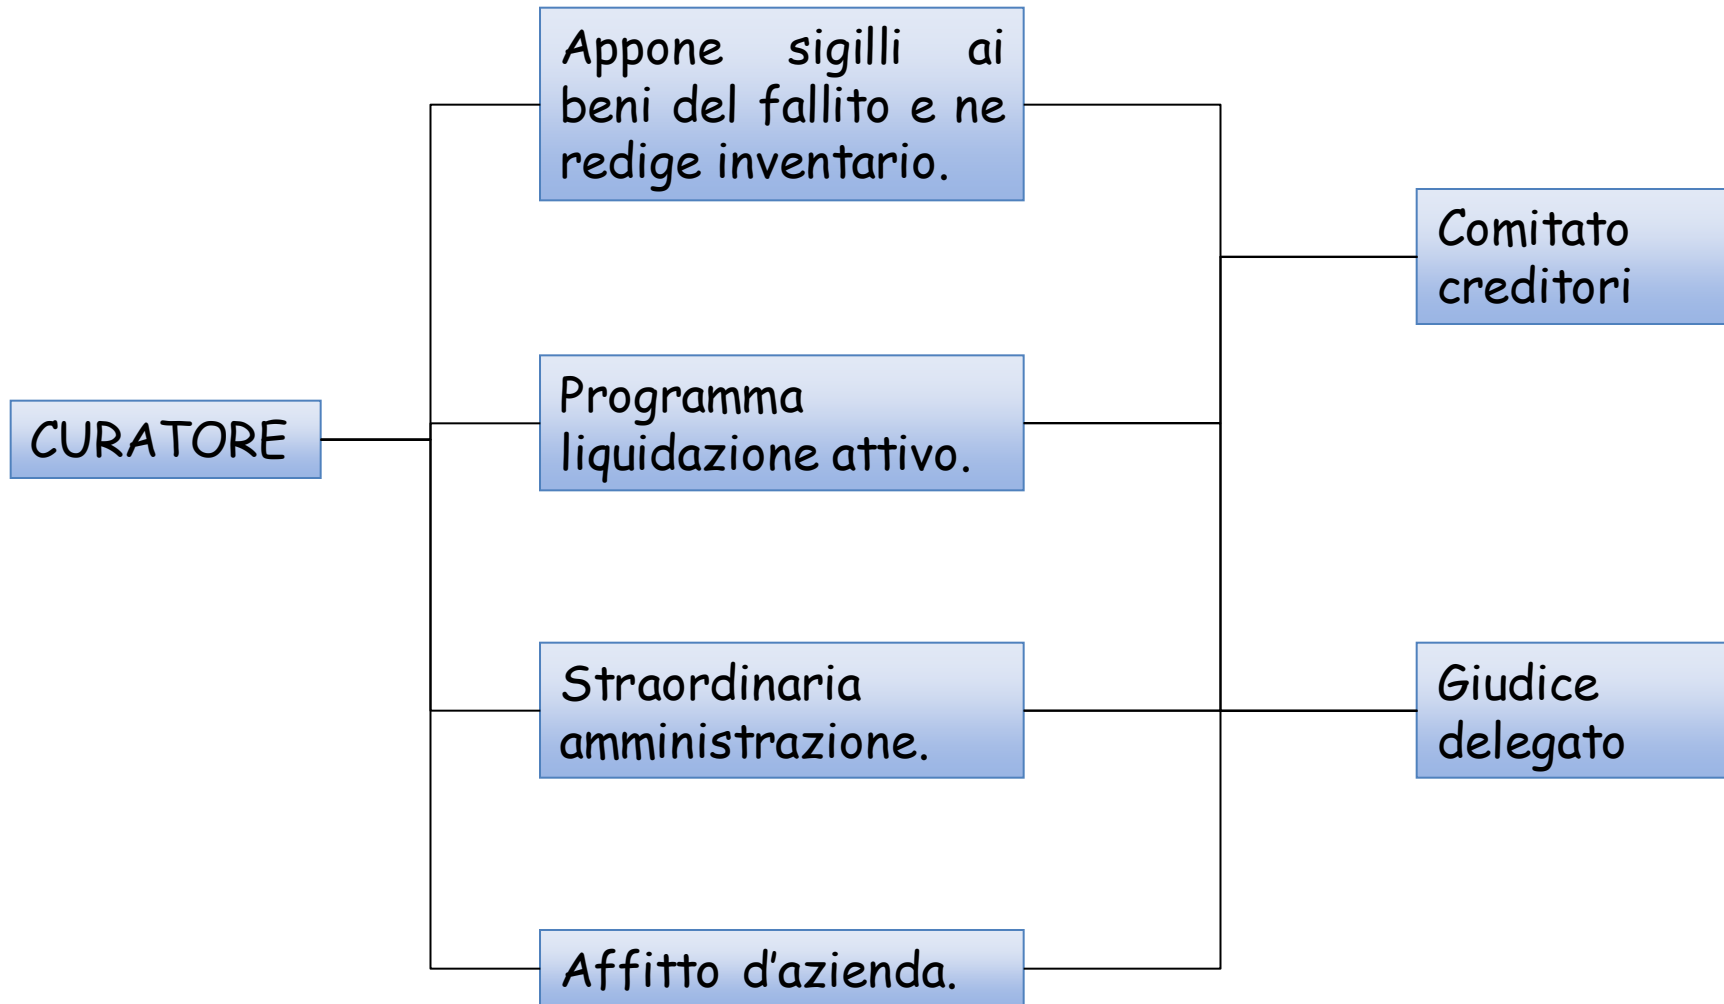 Appone sigilli ai
beni del fallito e ne
redige inventario.
Comitato
creditori
Programma
liquidazione attivo.
CURATORE
Straordinaria
amministrazione.
Giudice
delegato
Affitto d'azienda.